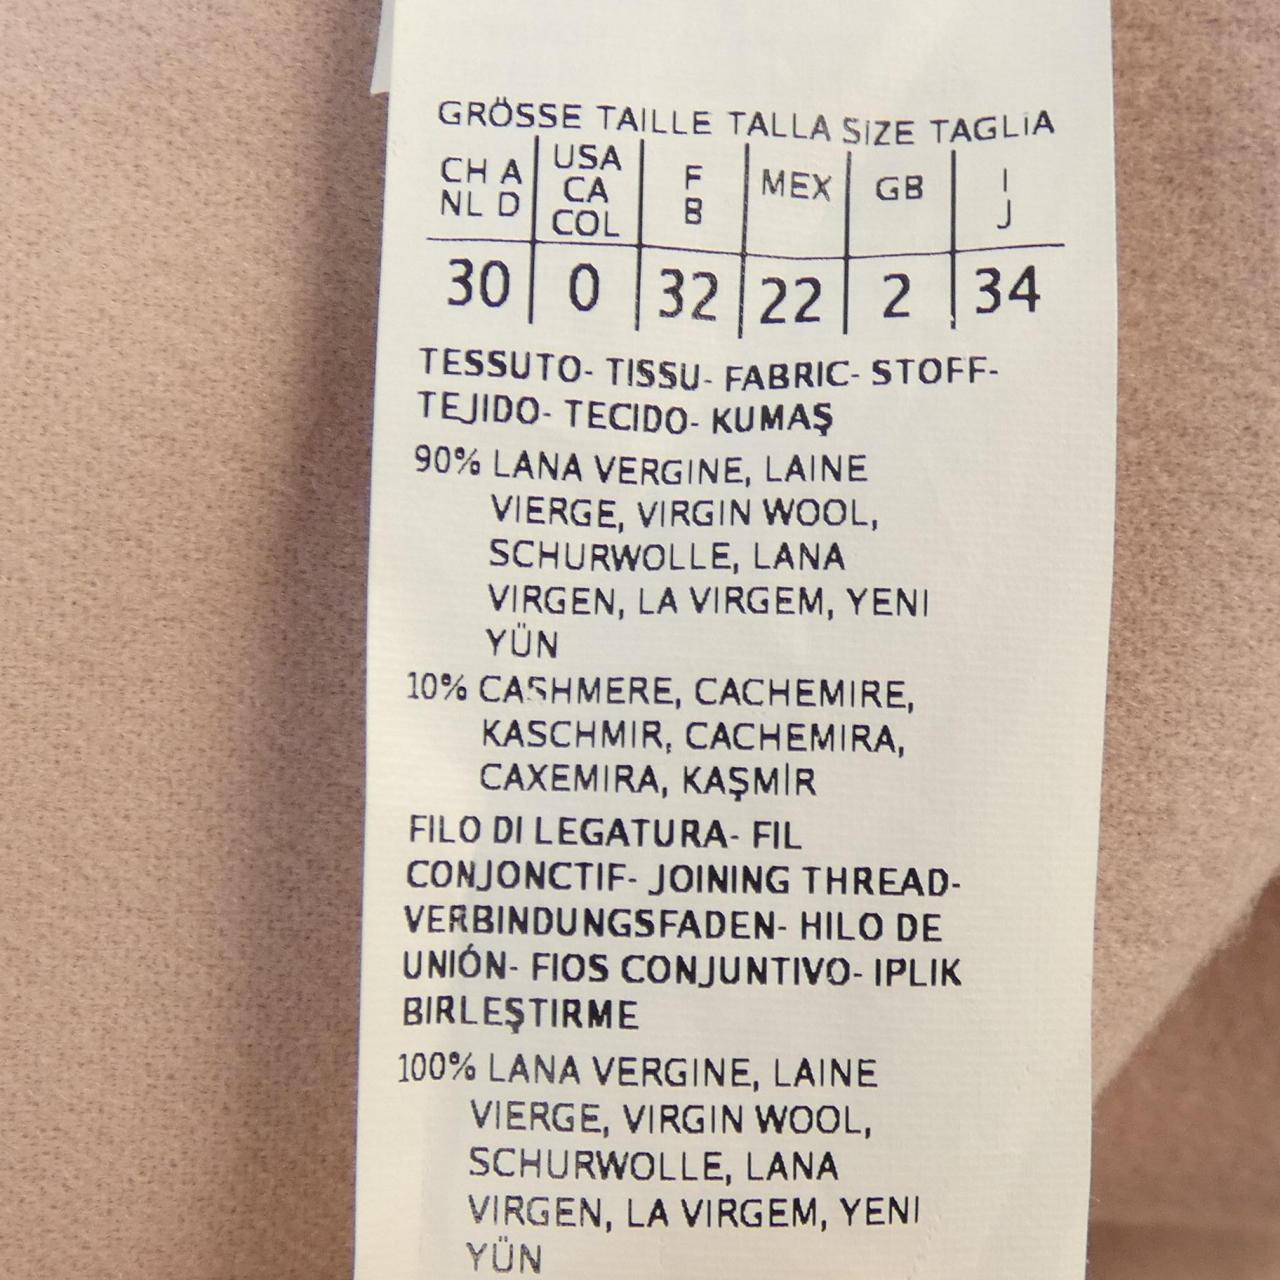 GRÖSSE TAILLE TALLA SIZE TAGLIA
CH A NL D | USA CA COL | F B | MEX | GB | I J
30 | 0 | 32 | 22 | 2 | 34
TESSUTO- TISSU- FABRIC- STOFF-
TEJIDO- TECIDO- KUMAŞ
90% LANA VERGINE, LAINE
VIERGE, VIRGIN WOOL,
SCHURWOLLE, LANA
VIRGEN, LA VIRGEM, YENI
YÜN
10% CASHMERE, CACHEMIRE,
KASCHMIR, CACHEMIRA,
CAXEMIRA, KAŞMİR
FILO DI LEGATURA- FIL
CONJONCTIF- JOINING THREAD-
VERBINDUNGSFADEN- HILO DE
UNIÓN- FIOS CONJUNTIVO- IPLIK
BIRLEŞTIRME
100% LANA VERGINE, LAINE
VIERGE, VIRGIN WOOL,
SCHURWOLLE, LANA
VIRGEN, LA VIRGEM, YENI
YÜN